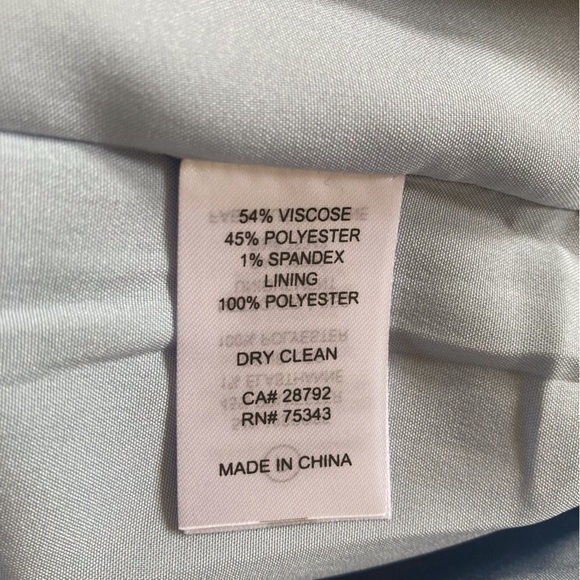 54% VISCOSE
45% POLYESTER
1% SPANDEX
LINING
100% POLYESTER
DRY CLEAN
CA# 28792
RN# 75343
MADE IN CHINA